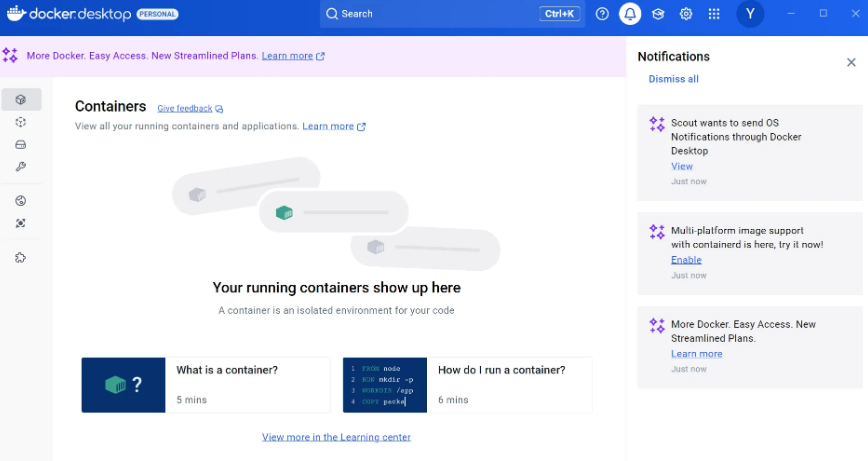 docker.desktop PERSONAL
Search
Ctrl+K
Y
More Docker. Easy Access. New Streamlined Plans. Learn more
Containers Give feedback
View all your running containers and applications. Learn more
Your running containers show up here
A container is an isolated environment for your code
?
What is a container?
5 mins
1 FROM node
2 RUN mkdir -p
3 WORKDIR /app
4 COPY packa
How do I run a container?
6 mins
View more in the Learning center
Notifications
Dismiss all
Scout wants to send OS
Notifications through Docker
Desktop
View
Just now
Multi-platform image support
with containerd is here, try it now!
Enable
Just now
More Docker. Easy Access. New
Streamlined Plans.
Learn more
Just now